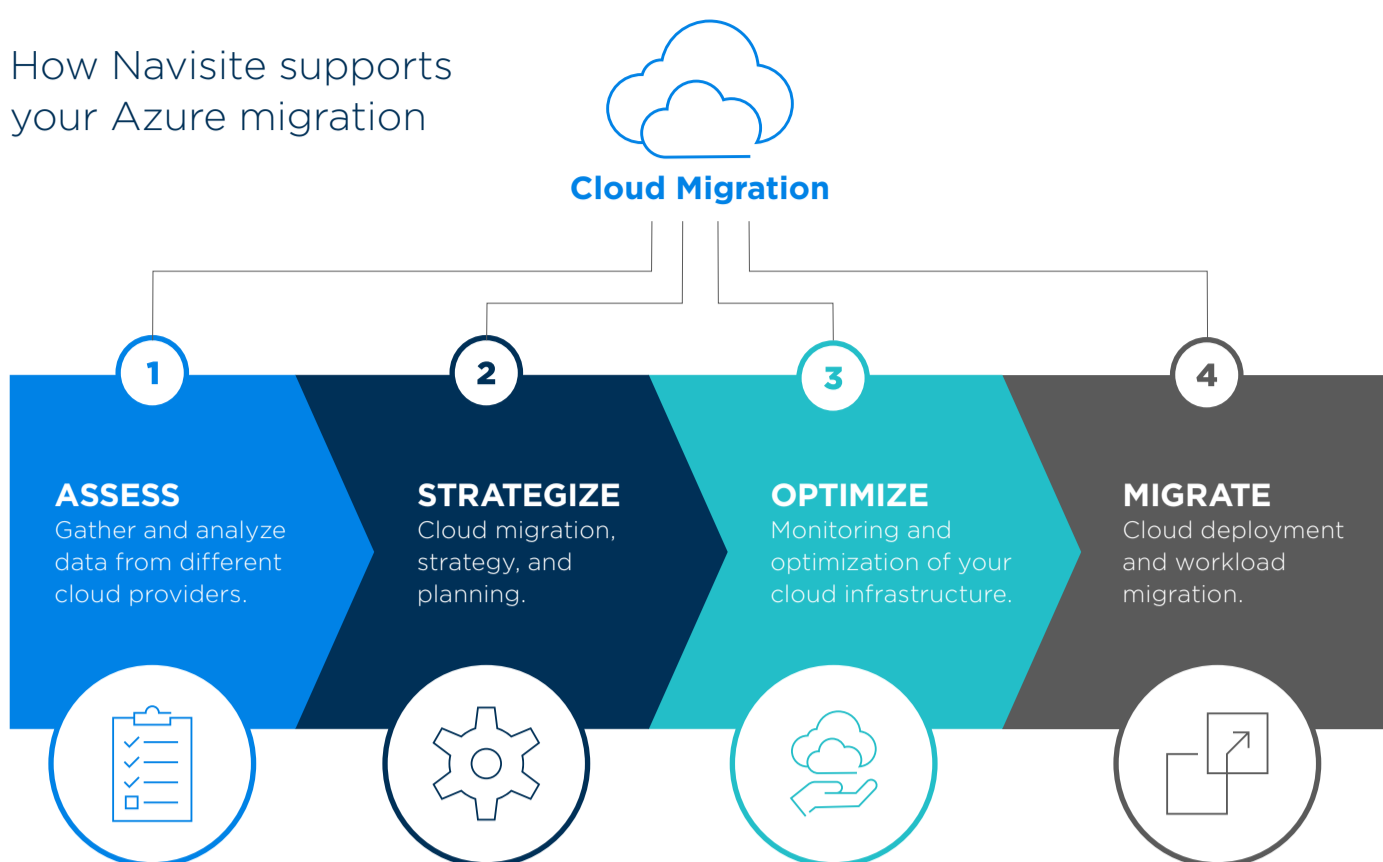 How Navisite supports
your Azure migration
Cloud Migration
1
2
3
4
ASSESS
Gather and analyze
data from different
cloud providers.
STRATEGIZE
Cloud migration,
strategy, and
planning.
OPTIMIZE
Monitoring and
optimization of your
cloud infrastructure.
MIGRATE
Cloud deployment
and workload
migration.